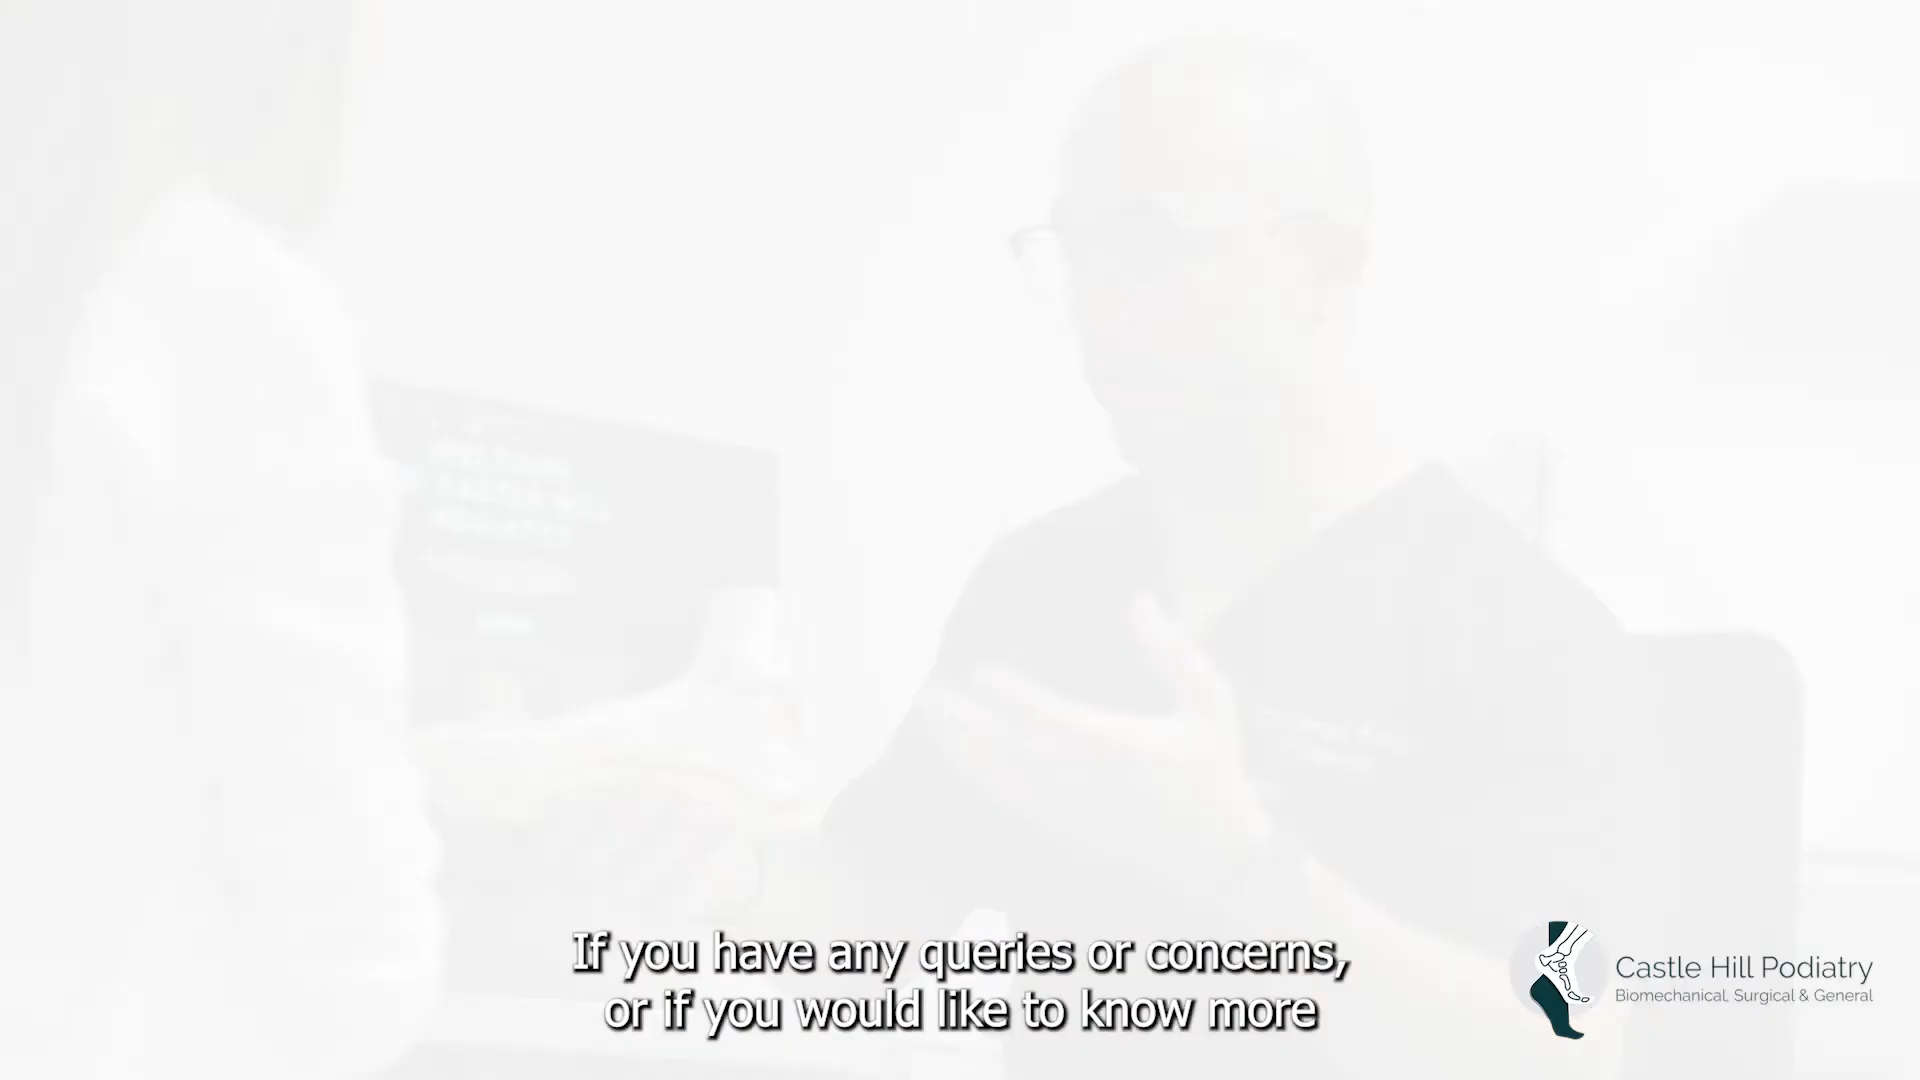 If you have any queries or concerns,
or if you would like to know more
Castle Hill Podiatry
Biomechanical, Surgical & General